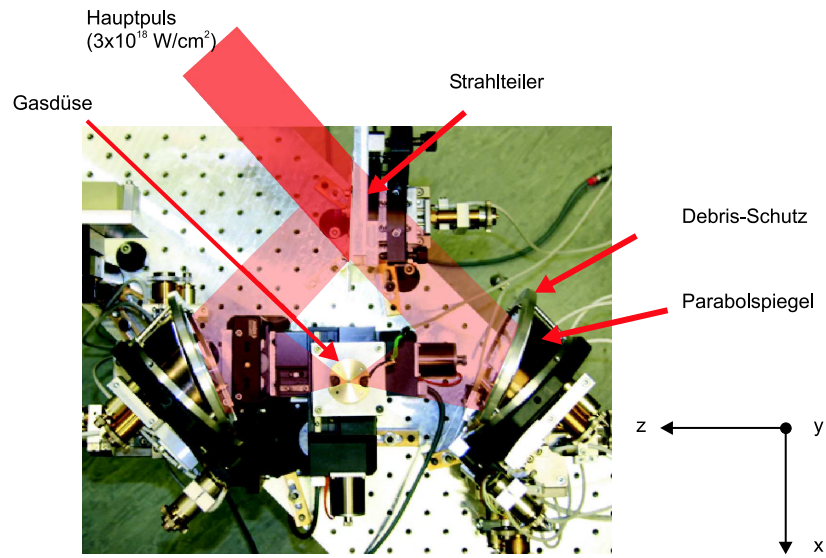 Hauptpuls
(3x10¹⁸ W/cm²)
Strahlteiler
Gasdüse
Debris-Schutz
Parabolspiegel
z
y
x